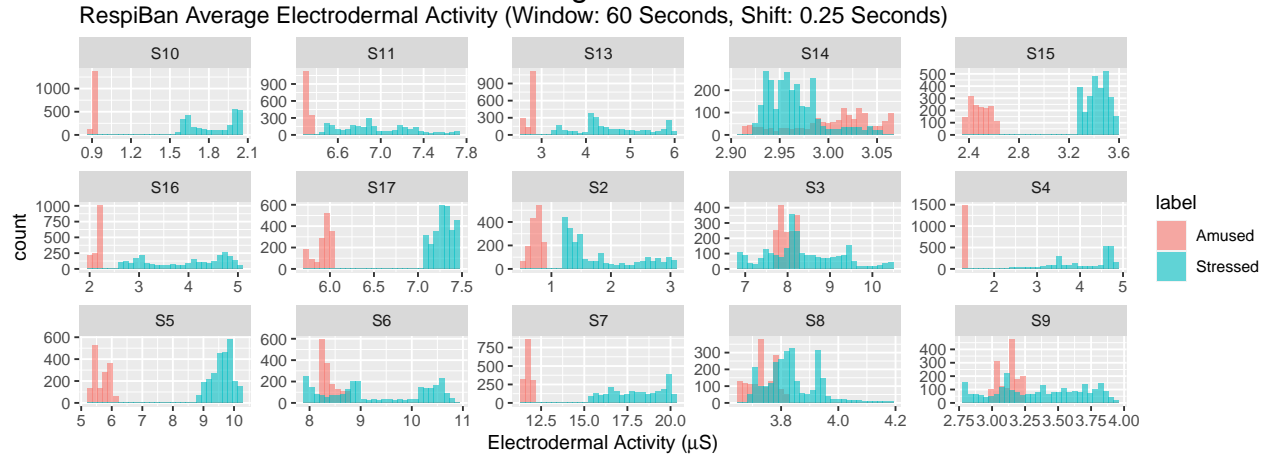 RespiBan Average Electrodermal Activity (Window: 60 Seconds, Shift: 0.25 Seconds)
S10 S11 S13 S14 S15
1000 500 0 900 600 300 0 900 600 300 0 200 100 0 500 400 300 200 100 0
0.9 1.2 1.5 1.8 2.1 6.6 7.0 7.4 7.8 3 4 5 6 2.90 2.95 3.00 3.05 2.4 2.8 3.2 3.6
S16 S17 S2 S3 S4
1000 750 500 250 0 600 400 200 0 400 200 0 400 300 200 100 0 1500 1000 500 0
2 3 4 5 6.0 6.5 7.0 7.5 1 2 3 7 8 9 10 2 3 4 5
S5 S6 S7 S8 S9
600 400 200 0 600 400 200 0 750 500 250 0 300 200 100 0 400 300 200 100 0
5 6 7 8 9 10 8 9 10 11 12.5 15.0 17.5 20.0 3.8 4.0 4.2 2.75 3.00 3.25 3.50 3.75 4.00
count
Electrodermal Activity (μS)
label
Amused
Stressed